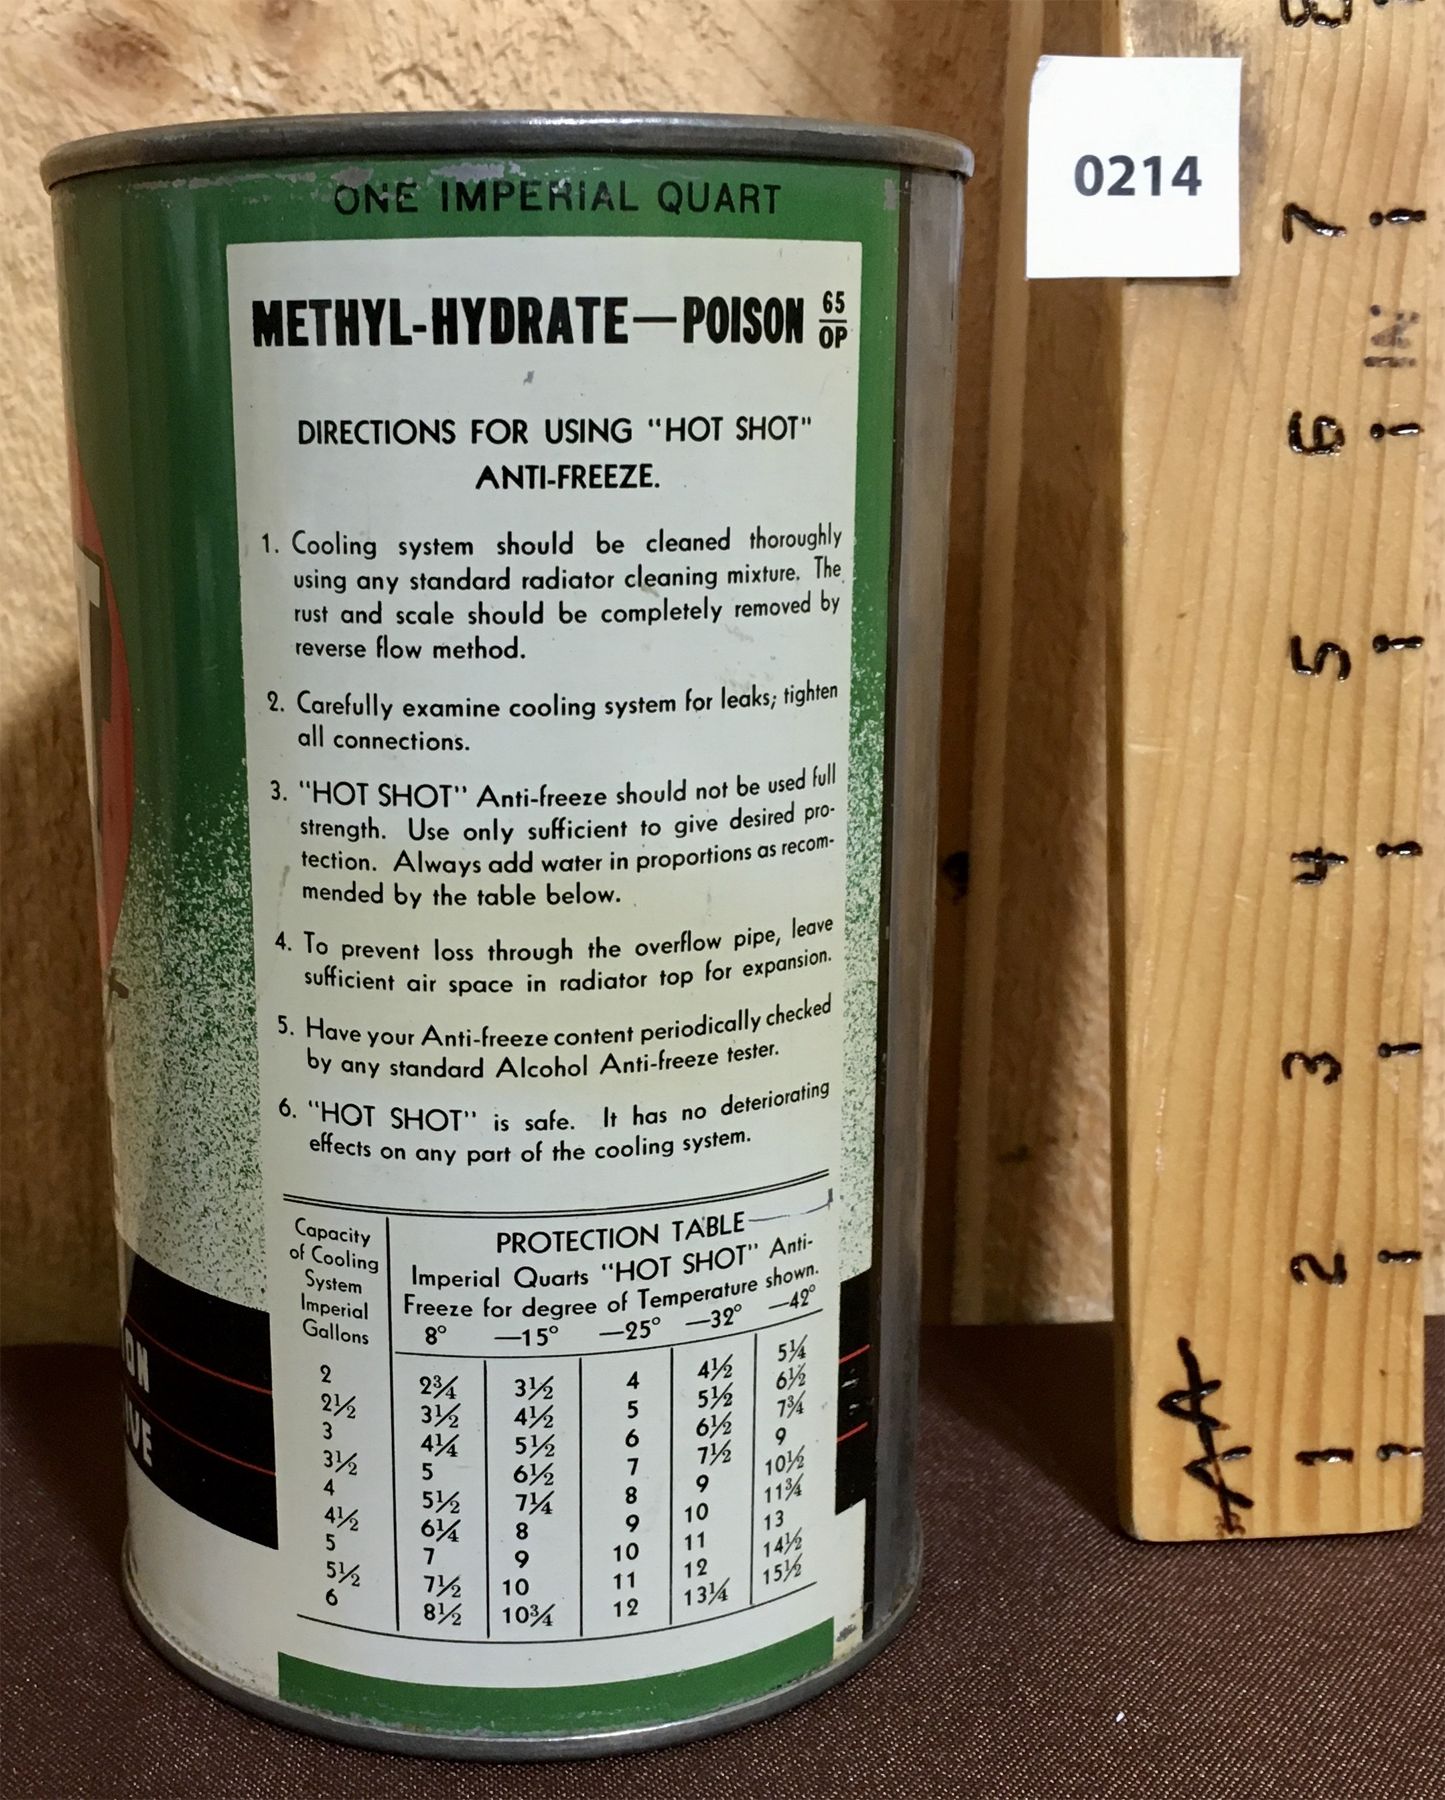 ONE IMPERIAL QUART
METHYL-HYDRATE—POISON 65/OP
DIRECTIONS FOR USING "HOT SHOT"
ANTI-FREEZE.
1. Cooling system should be cleaned thoroughly
using any standard radiator cleaning mixture. The
rust and scale should be completely removed by
reverse flow method.
2. Carefully examine cooling system for leaks; tighten
all connections.
3. "HOT SHOT" Anti-freeze should not be used full
strength. Use only sufficient to give desired pro-
tection. Always add water in proportions as recom-
mended by the table below.
4. To prevent loss through the overflow pipe, leave
sufficient air space in radiator top for expansion.
5. Have your Anti-freeze content periodically checked
by any standard Alcohol Anti-freeze tester.
6. "HOT SHOT" is safe. It has no deteriorating
effects on any part of the cooling system.
Capacity
of Cooling
System
Imperial
Gallons
PROTECTION TABLE—
Imperial Quarts "HOT SHOT" Anti-
Freeze for degree of Temperature shown.
8° —15° —25° —32° —42°
2 2¾ 3½ 4 4½ 5¼
2½ 3½ 4½ 5 5½ 6½
3 4¼ 5½ 6 6½ 7¾
3½ 5 6½ 7 7½ 9
4 5½ 7¼ 8 9 10½
4½ 6¼ 8 9 10 11¾
5 7 9 10 11 13
5½ 7½ 10 11 12 14½
6 8½ 10¾ 12 13¼ 15½
0214
8
7
IN
6
5
4
3
2
1
AA